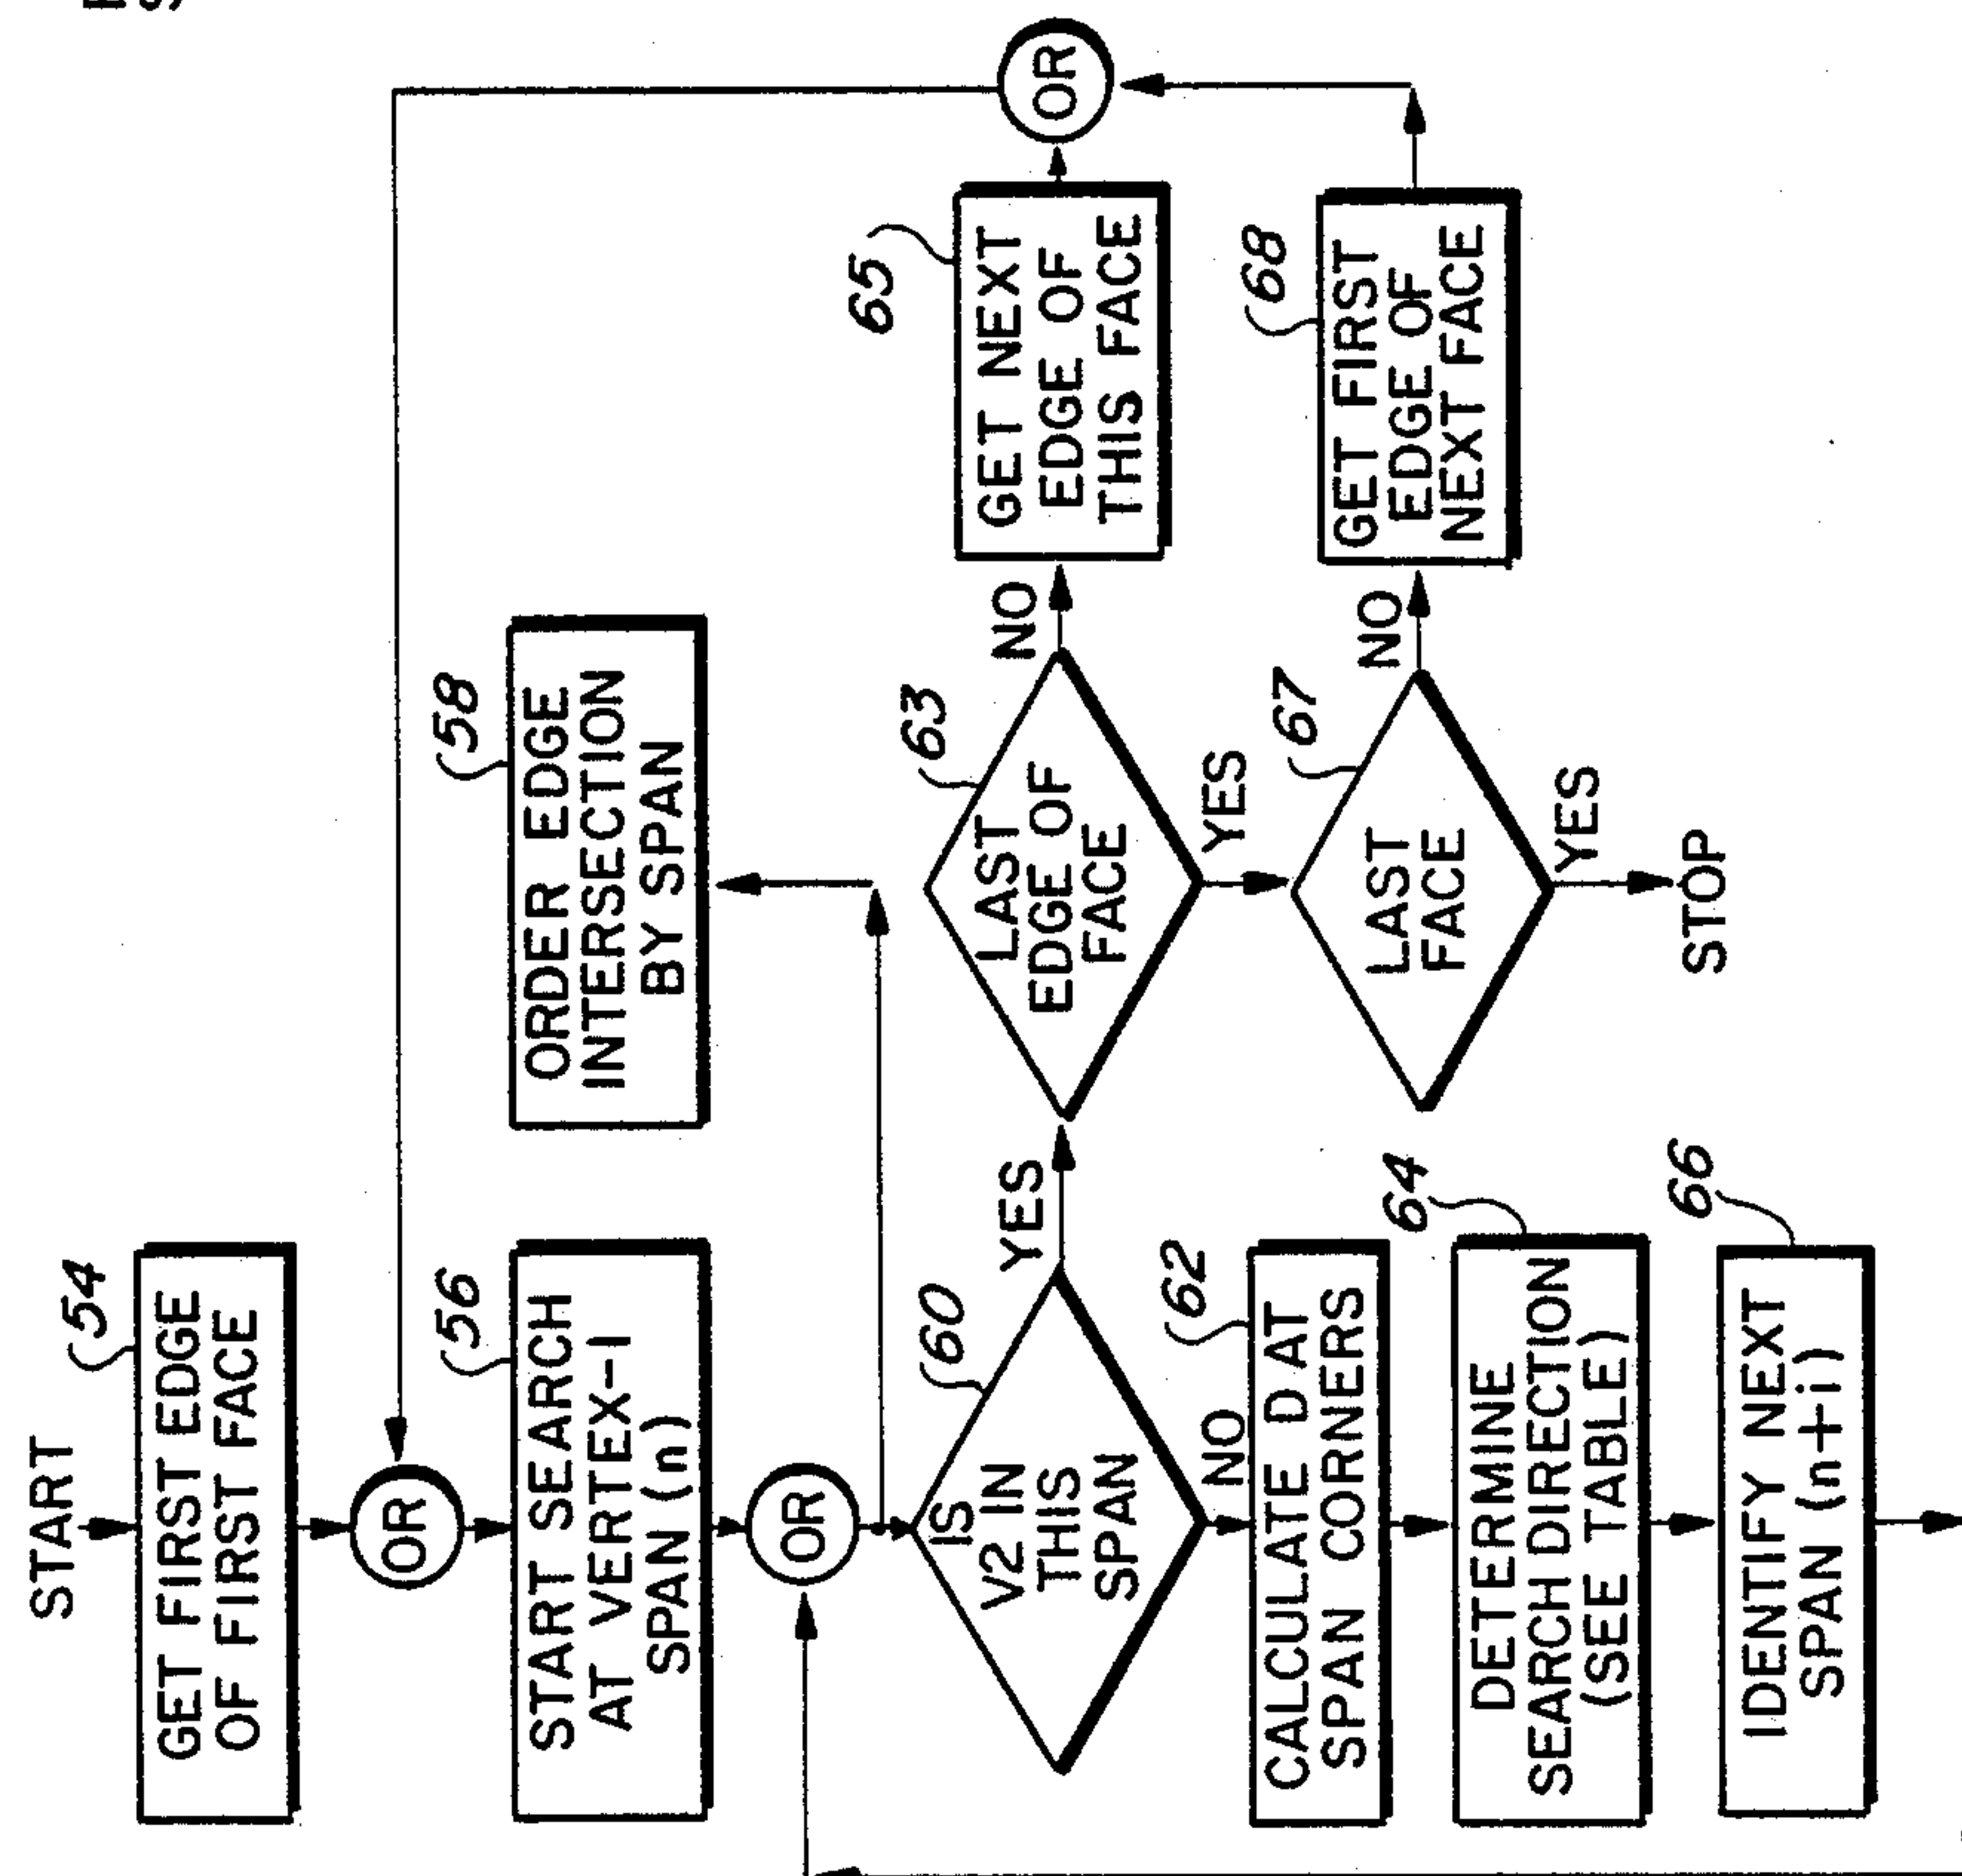 START
54
GET FIRST EDGE
OF FIRST FACE
OR
56
START SEARCH
AT VERTEX-1
SPAN (n)
OR
58
ORDER EDGE
INTERSECTION
BY SPAN
60
IS
V2 IN
THIS
SPAN
YES
NO
62
CALCULATE D AT
SPAN CORNERS
64
DETERMINE
SEARCH DIRECTION
(SEE TABLE)
66
IDENTIFY NEXT
SPAN (n+i)
63
LAST
EDGE OF
FACE
NO
YES
65
GET NEXT
EDGE OF
THIS FACE
OR
67
LAST
FACE
NO
YES
STOP
68
GET FIRST
EDGE OF
NEXT FACE